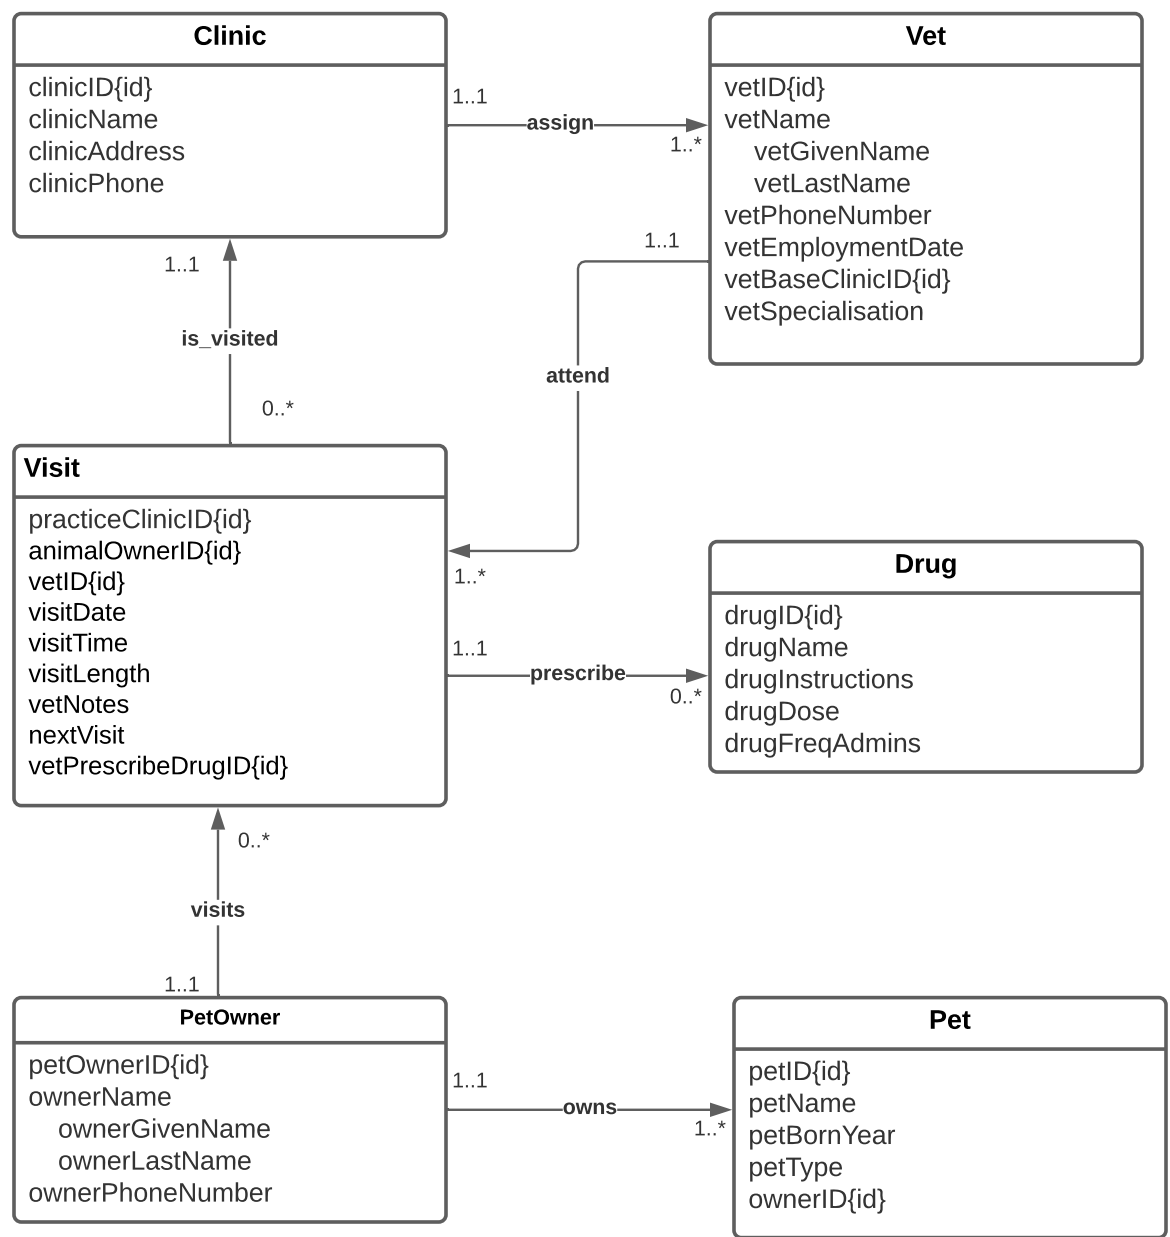 Clinic
clinicID{id}
clinicName
clinicAddress
clinicPhone
1..1
assign
1..*
Vet
vetID{id}
vetName
vetGivenName
vetLastName
vetPhoneNumber
vetEmploymentDate
vetBaseClinicID{id}
vetSpecialisation
1..1
is_visited
0..*
1..1
attend
1..*
Visit
practiceClinicID{id}
animalOwnerID{id}
vetID{id}
visitDate
visitTime
visitLength
vetNotes
nextVisit
vetPrescribeDrugID{id}
1..1
prescribe
0..*
Drug
drugID{id}
drugName
drugInstructions
drugDose
drugFreqAdmins
0..*
visits
1..1
PetOwner
petOwnerID{id}
ownerName
ownerGivenName
ownerLastName
ownerPhoneNumber
1..1
owns
1..*
Pet
petID{id}
petName
petBornYear
petType
ownerID{id}